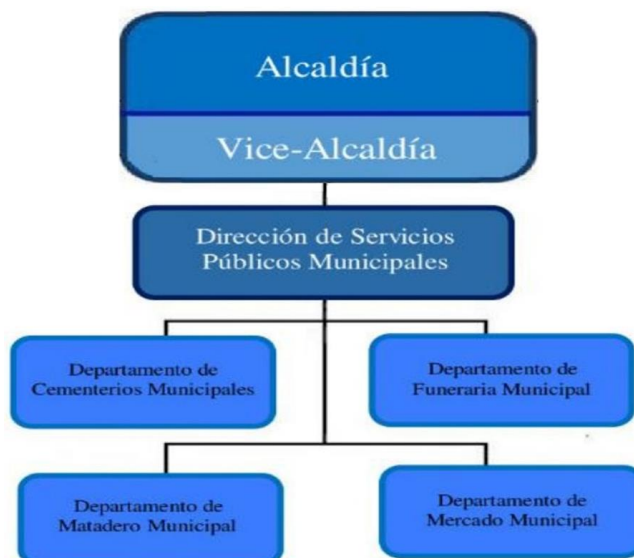 Alcaldía
Vice-Alcaldía
Dirección de Servicios
Públicos Municipales
Departamento de
Cementerios Municipales
Departamento de
Funeraria Municipal
Departamento de
Matadero Municipal
Departamento de
Mercado Municipal